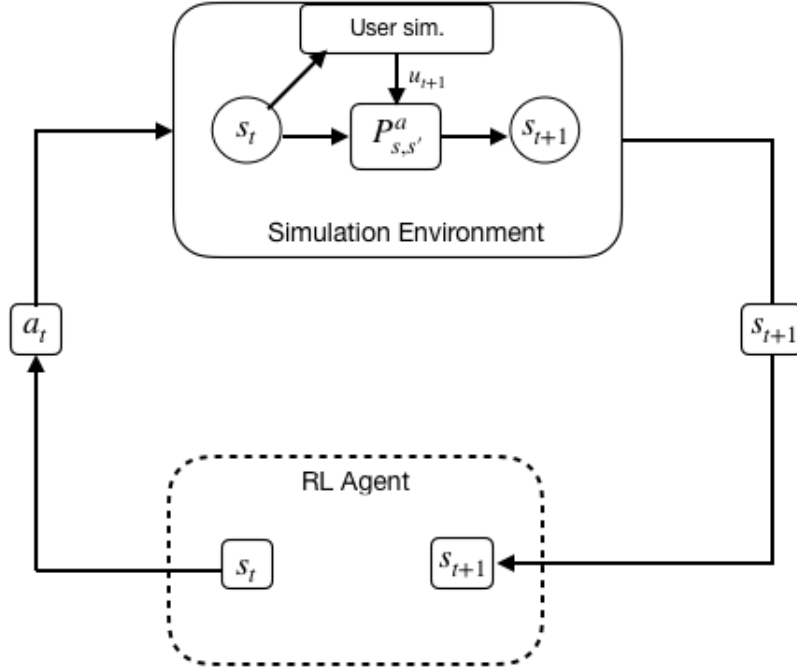 User sim.
u_{t+1}
s_t
P^a_{s,s'}
s_{t+1}
Simulation Environment
a_t
s_{t+1}
RL Agent
s_t
s_{t+1}